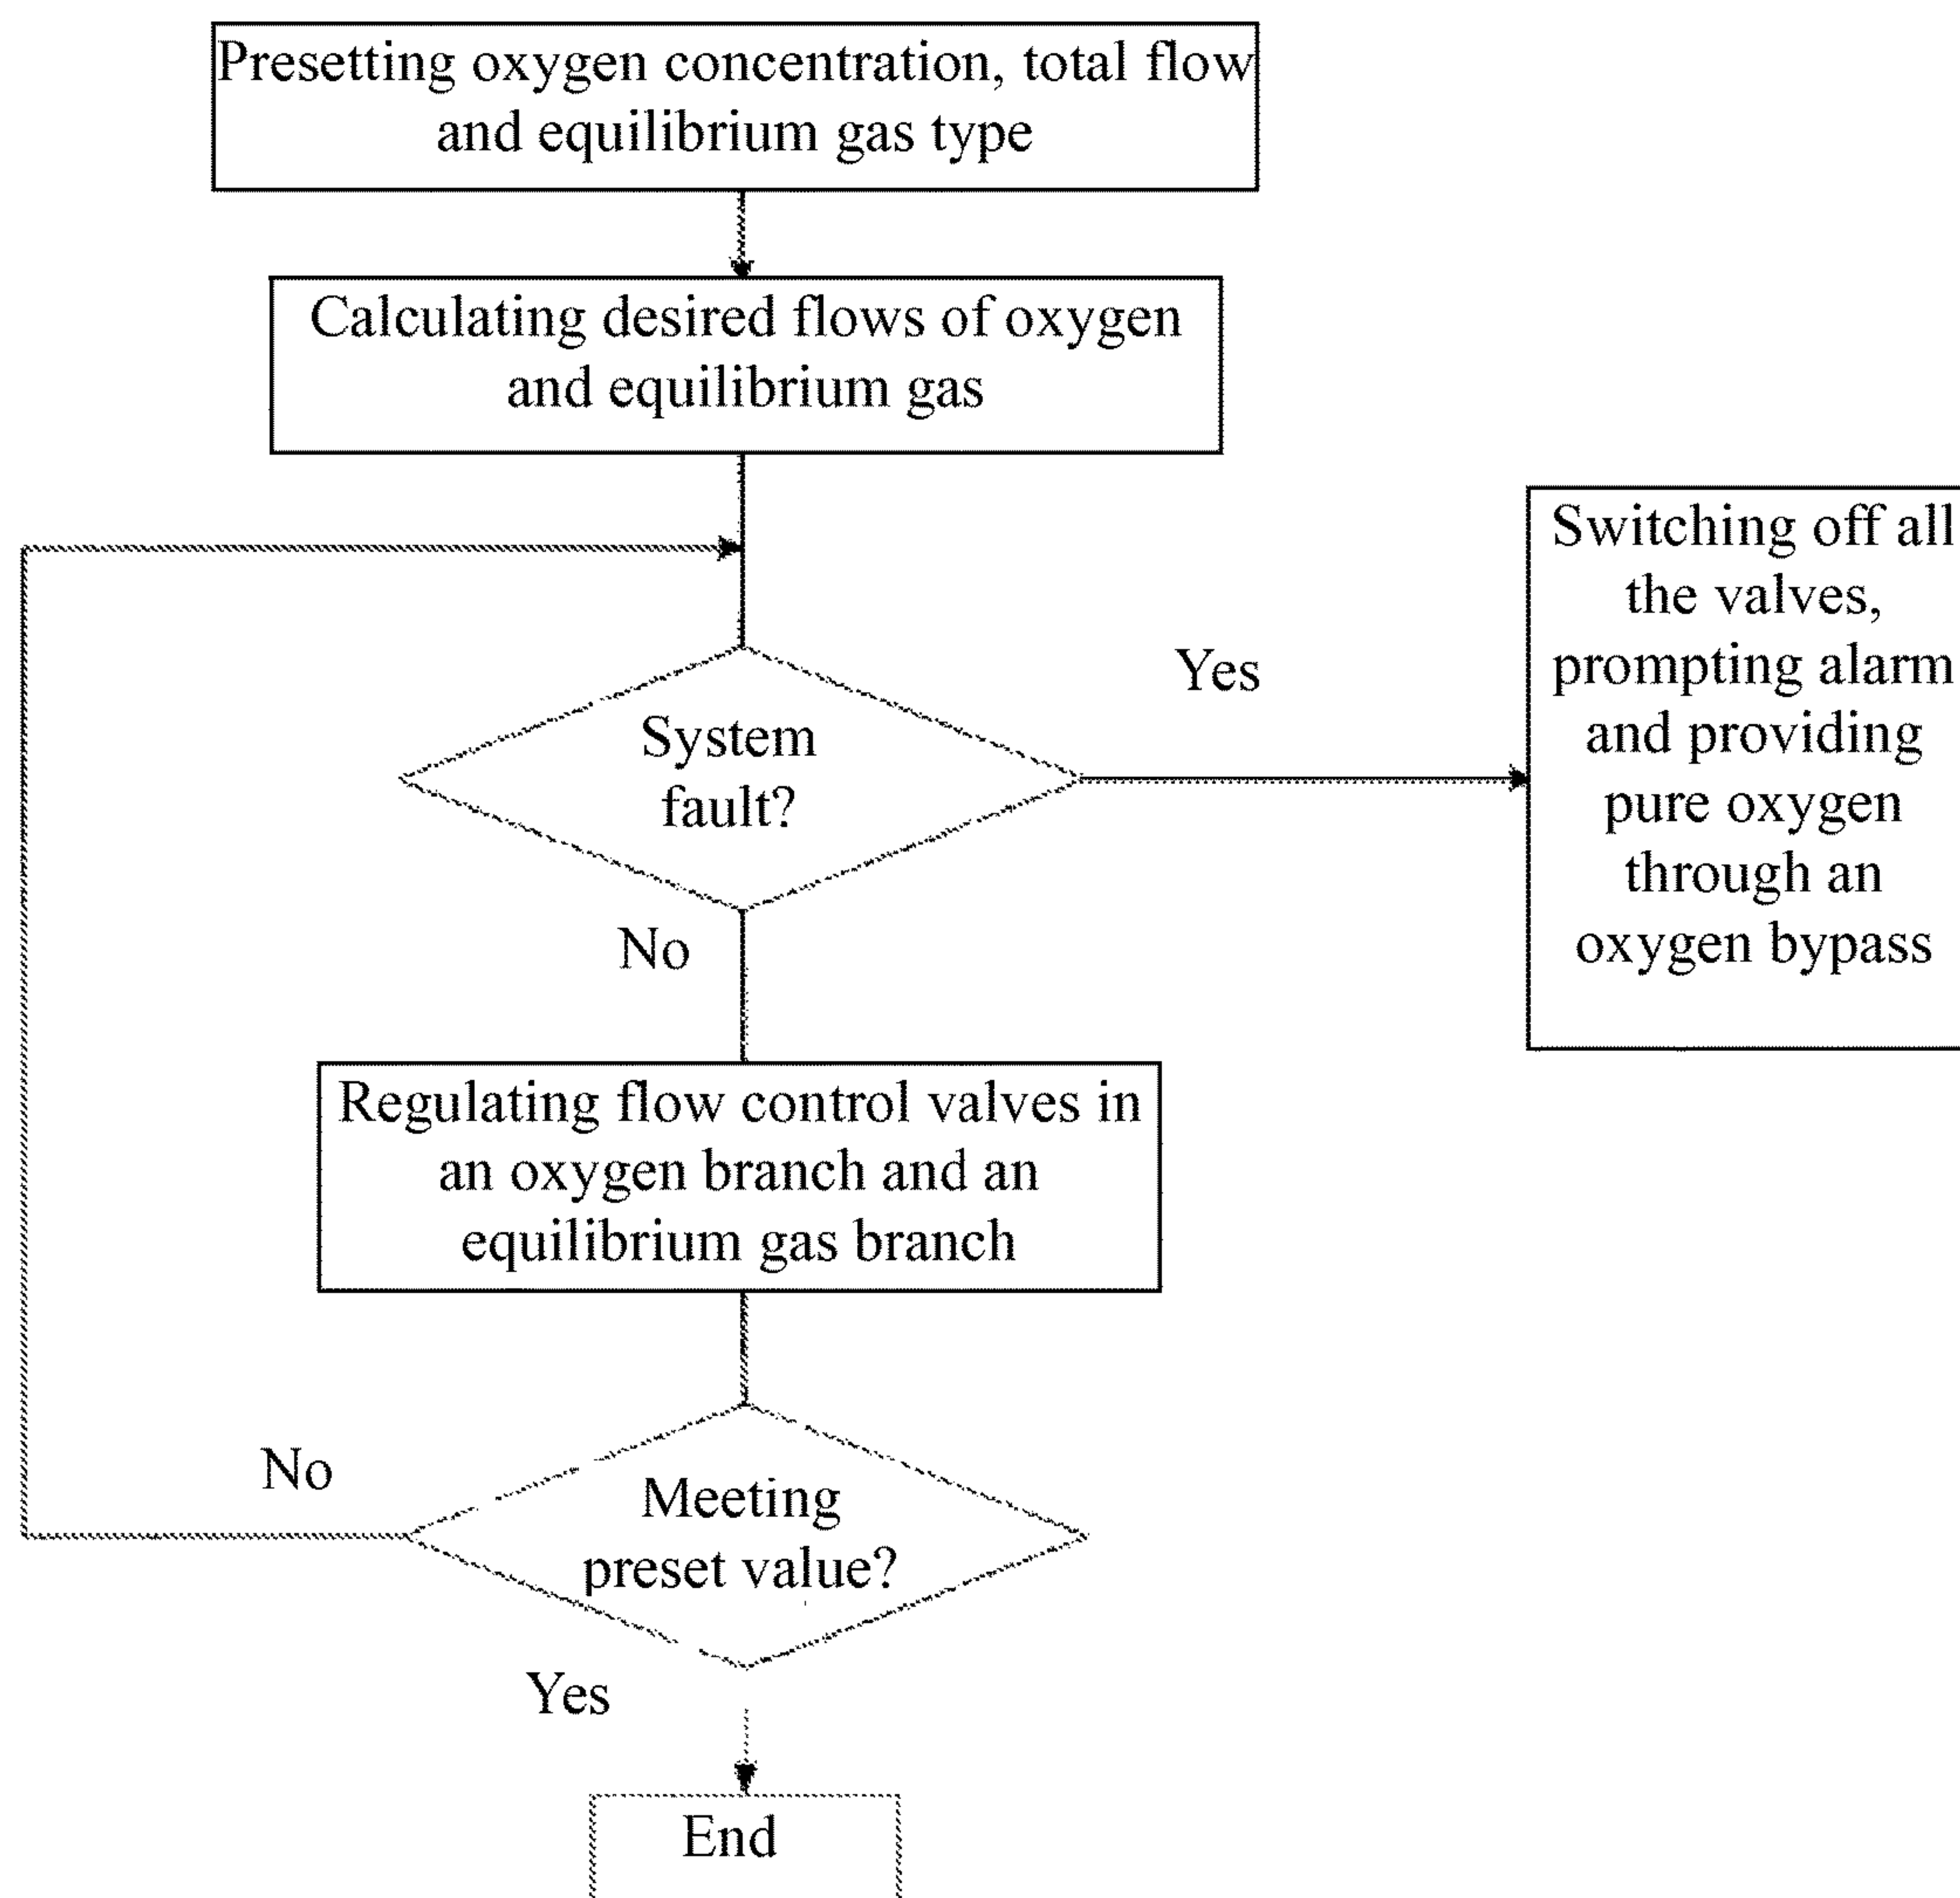 Presetting oxygen concentration, total flow
and equilibrium gas type
Calculating desired flows of oxygen
and equilibrium gas
Switching off all
the valves,
prompting alarm
and providing
pure oxygen
through an
oxygen bypass
Yes
System
fault?
No
Regulating flow control valves in
an oxygen branch and an
equilibrium gas branch
No
Meeting
preset value?
Yes
End